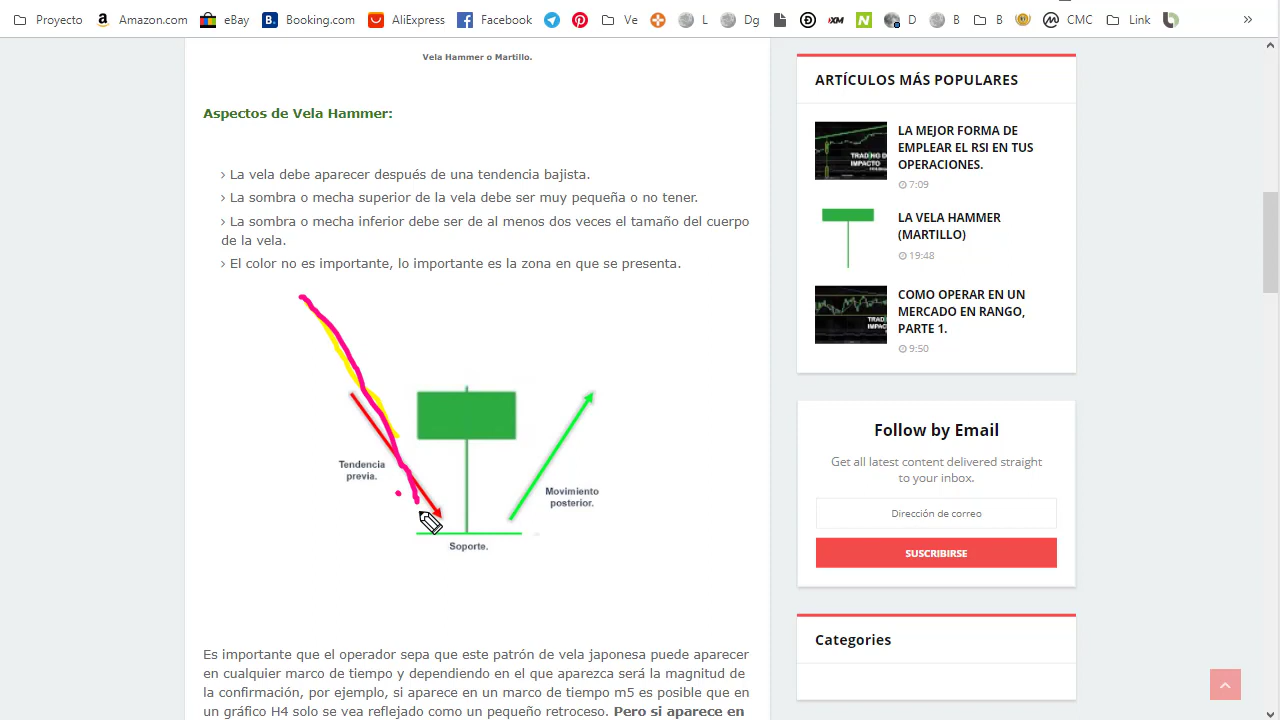 Proyecto
Amazon.com
eBay
Booking.com
AliExpress
Facebook
Ve
L
Dg
XM
N
B
B
CMC
Link
»
Vela Hammer o Martillo.
Aspectos de Vela Hammer:
› La vela debe aparecer después de una tendencia bajista.
› La sombra o mecha superior de la vela debe ser muy pequeña o no tener.
› La sombra o mecha inferior debe ser de al menos dos veces el tamaño del cuerpo
de la vela.
› El color no es importante, lo importante es la zona en que se presenta.
Tendencia
previa.
Movimiento
posterior.
Soporte.
Es importante que el operador sepa que este patrón de vela japonesa puede aparecer
en cualquier marco de tiempo y dependiendo en el que aparezca será la magnitud de
la confirmación, por ejemplo, si aparece en un marco de tiempo m5 es posible que en
un gráfico H4 solo se vea reflejado como un pequeño retroceso. Pero si aparece en
ARTÍCULOS MÁS POPULARES
LA MEJOR FORMA DE
EMPLEAR EL RSI EN TUS
OPERACIONES.
7:09
LA VELA HAMMER
(MARTILLO)
19:48
COMO OPERAR EN UN
MERCADO EN RANGO,
PARTE 1.
9:50
Follow by Email
Get all latest content delivered straight
to your inbox.
Dirección de correo
SUSCRIBIRSE
Categories